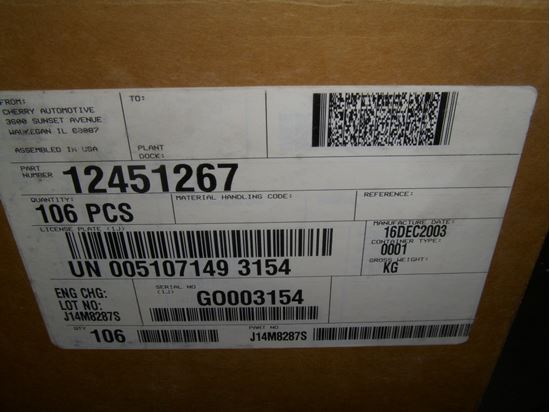 FROM:
CHERRY AUTOMOTIVE
3600 SUNSET AVENUE
WAUKEGAN IL 60087
ASSEMBLED IN USA
TO:
PLANT
DOCK:
PART
NUMBER
12451267
QUANTITY:
106 PCS
MATERIAL HANDLING CODE:
REFERENCE:
LICENSE PLATE (1J)
UN 005107149 3154
MANUFACTURE DATE:
16DEC2003
CONTAINER TYPE:
0001
GROSS WEIGHT:
KG
ENG CHG:
LOT NO:
J14M8287S
SERIAL NO
(1J)
GO003154
QTY
106
PART NO.
J14M8287S